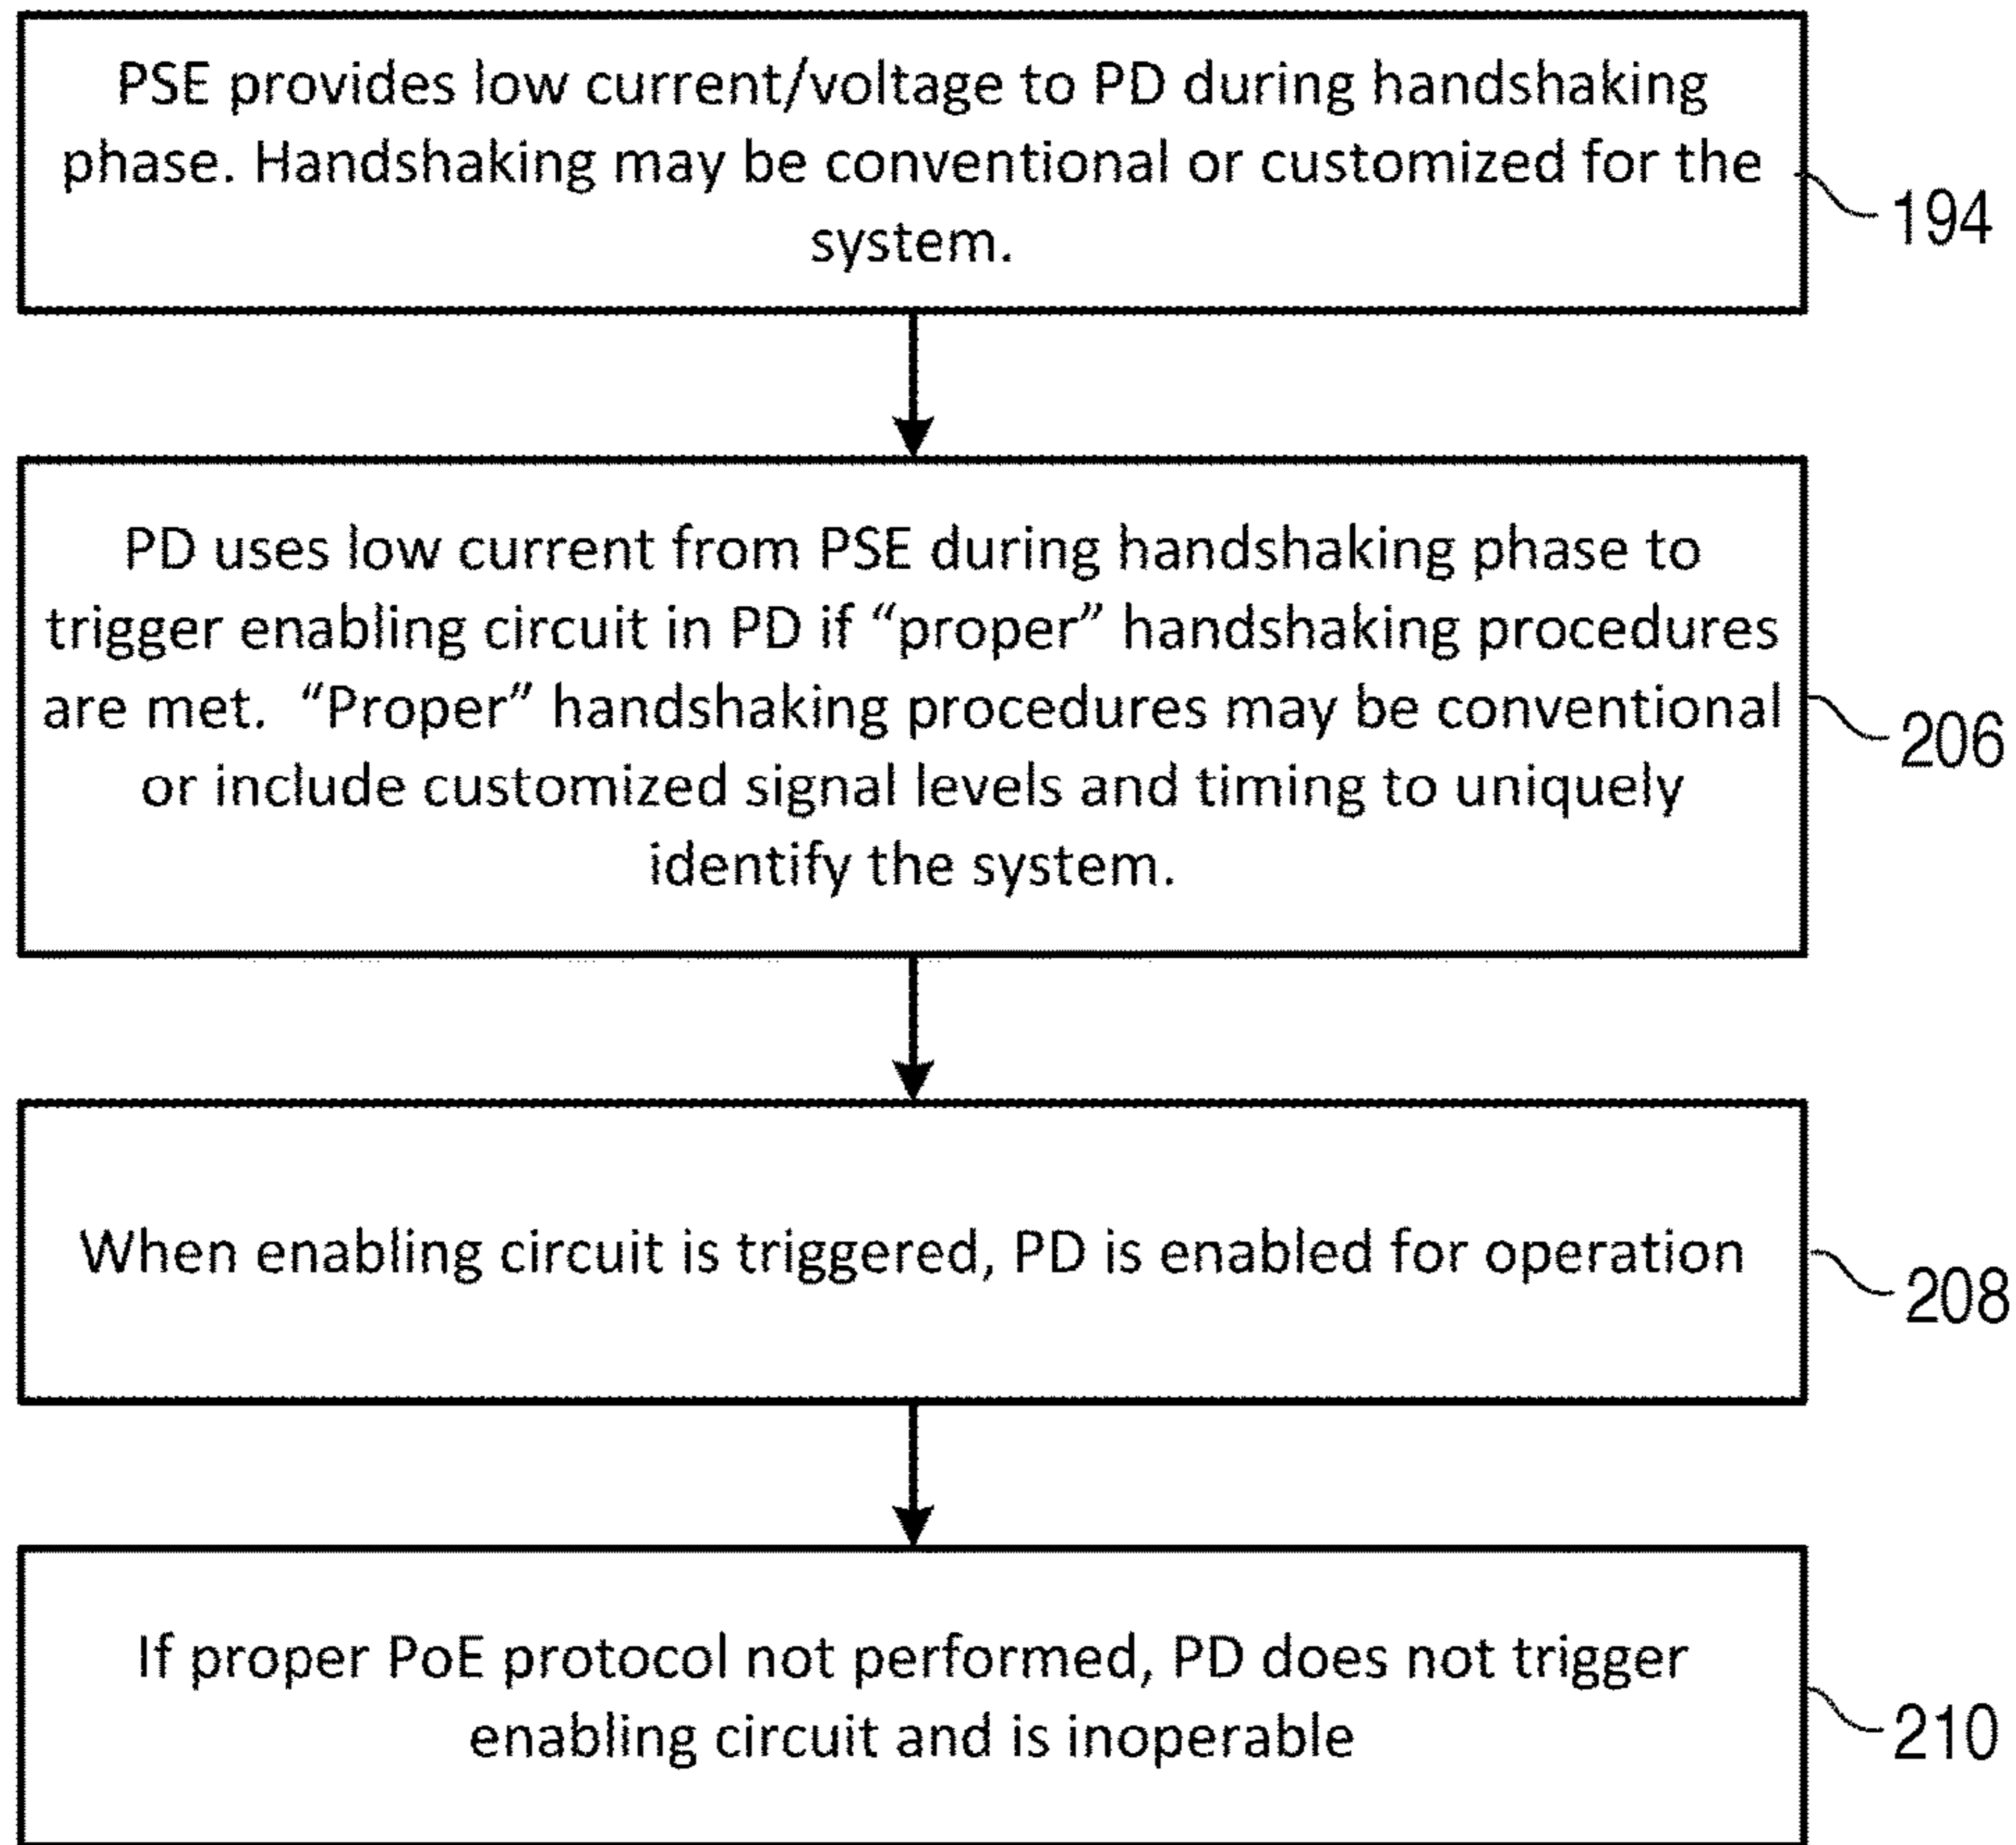 PSE provides low current/voltage to PD during handshaking
phase. Handshaking may be conventional or customized for the
system.
194
PD uses low current from PSE during handshaking phase to
trigger enabling circuit in PD if “proper” handshaking procedures
are met.  “Proper” handshaking procedures may be conventional
or include customized signal levels and timing to uniquely
identify the system.
206
When enabling circuit is triggered, PD is enabled for operation
208
If proper PoE protocol not performed, PD does not trigger
enabling circuit and is inoperable
210